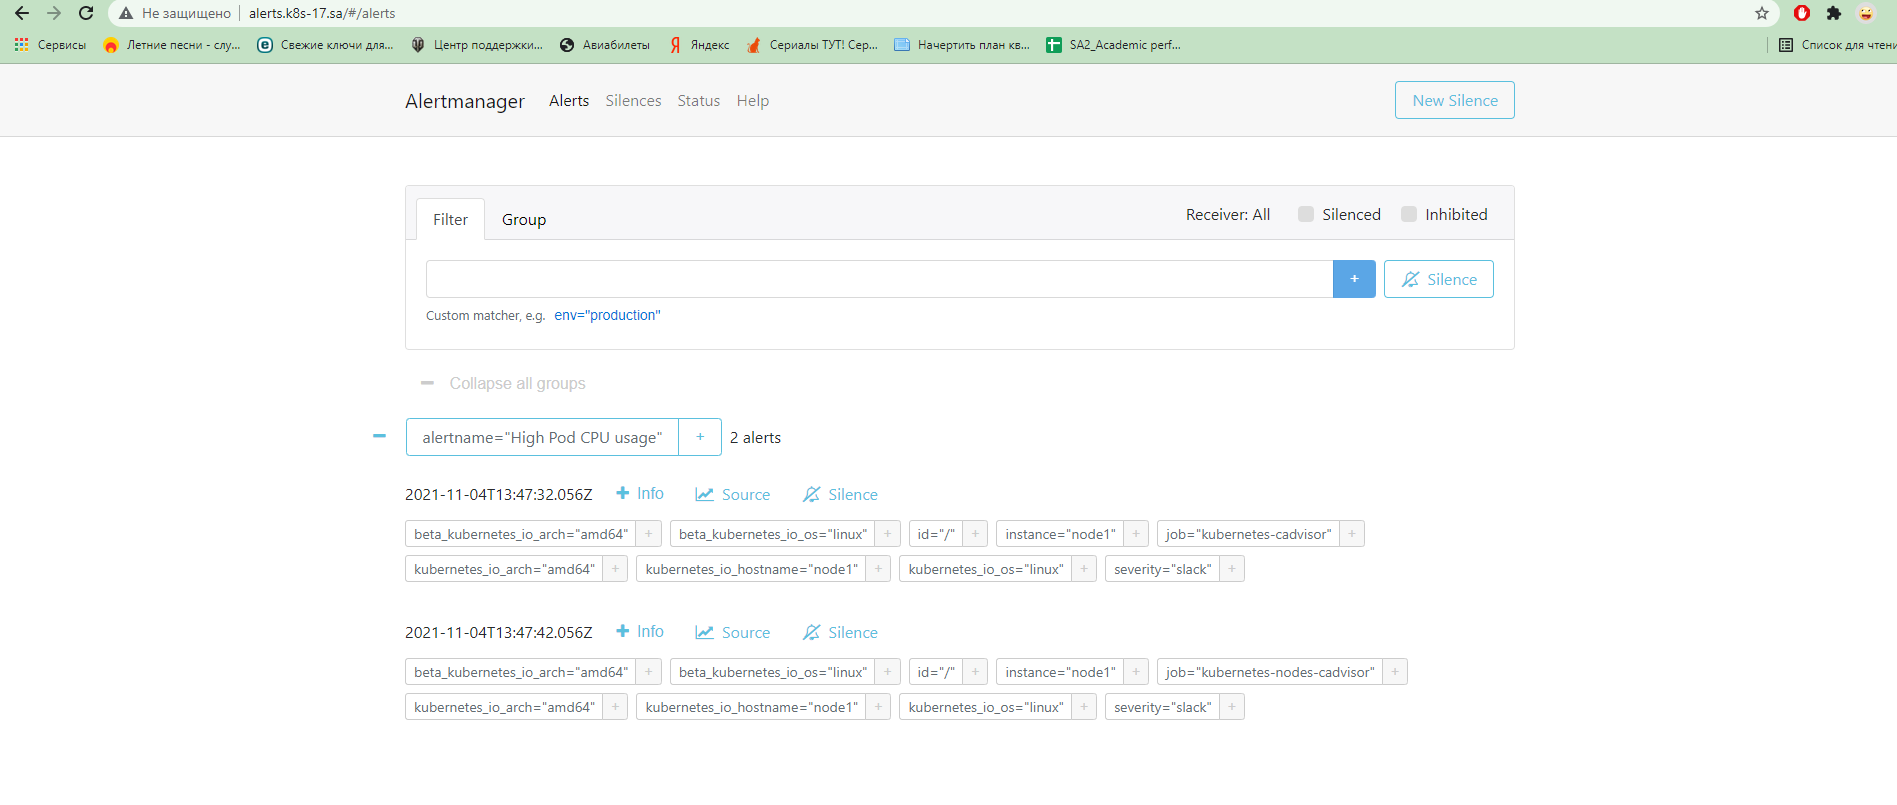 Не защищено alerts.k8s-17.sa/#/alerts
Сервисы Летние песни - слу... Свежие ключи для... Центр поддержки... Авиабилеты Яндекс Сериалы ТУТ! Сер... Начертить план кв... SA2_Academic perf... Список для чтени
Alertmanager Alerts Silences Status Help New Silence
Filter Group Receiver: All Silenced Inhibited
+ Silence
Custom matcher, e.g. env="production"
Collapse all groups
alertname="High Pod CPU usage" + 2 alerts
2021-11-04T13:47:32.056Z Info Source Silence
beta_kubernetes_io_arch="amd64" + beta_kubernetes_io_os="linux" + id="/" + instance="node1" + job="kubernetes-cadvisor" +
kubernetes_io_arch="amd64" + kubernetes_io_hostname="node1" + kubernetes_io_os="linux" + severity="slack" +
2021-11-04T13:47:42.056Z Info Source Silence
beta_kubernetes_io_arch="amd64" + beta_kubernetes_io_os="linux" + id="/" + instance="node1" + job="kubernetes-nodes-cadvisor" +
kubernetes_io_arch="amd64" + kubernetes_io_hostname="node1" + kubernetes_io_os="linux" + severity="slack" +